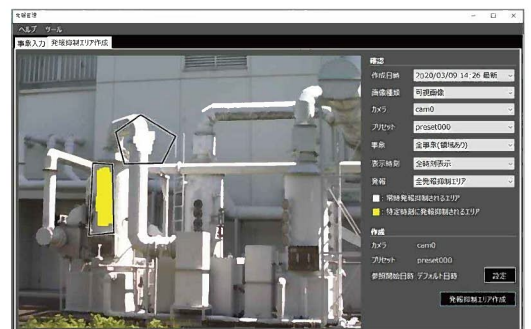 発報管理
ヘルプ ツール
事象入力 発報抑制エリア作成
確認
作成日時 2020/03/09 14:26 最新
画像種類 可視画像
カメラ cam0
プリセット preset000
事象 全事象(領域あり)
表示時刻 全時刻表示
発報 全発報抑制エリア
: 常時発報抑制されるエリア
: 特定時刻に発報抑制されるエリア
作成
カメラ cam0
プリセット preset000
参照開始日時 デフォルト日時 設定
発報抑制エリア作成